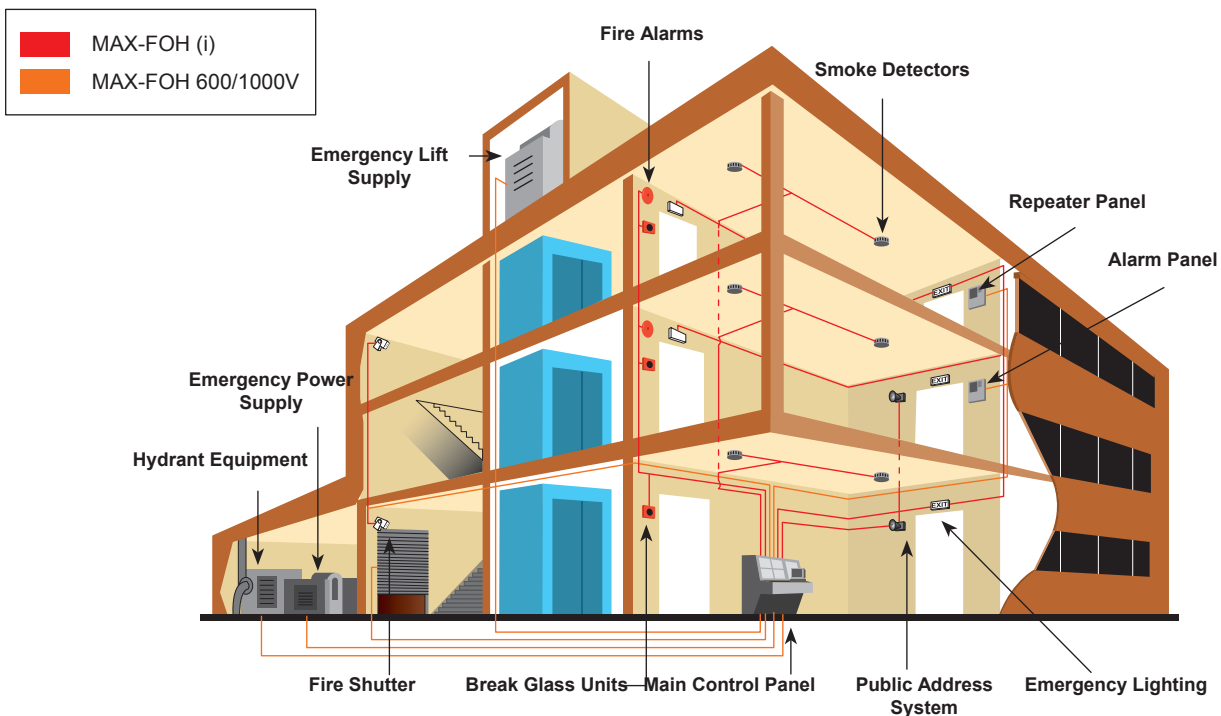 MAX-FOH (i)
MAX-FOH 600/1000V
Fire Alarms
Smoke Detectors
Emergency Lift
Supply
Repeater Panel
Alarm Panel
EXIT
Emergency Power
Supply
EXIT
Hydrant Equipment
EXIT
Fire Shutter
Break Glass Units
Main Control Panel
Public Address
System
Emergency Lighting